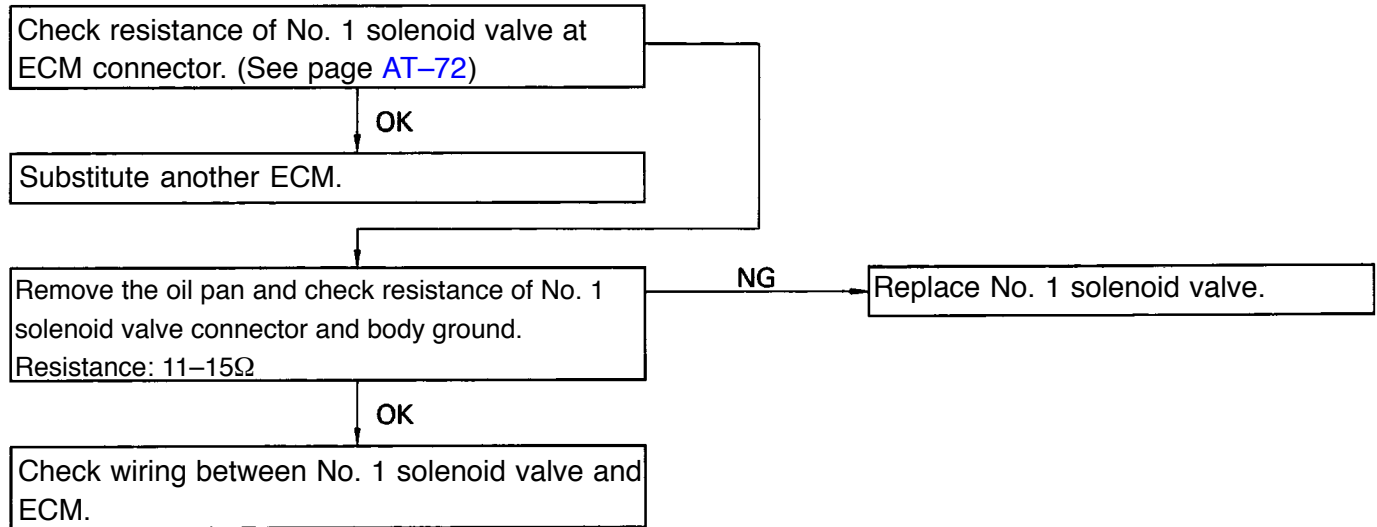 Check resistance of No. 1 solenoid valve at
ECM connector. (See page AT–72)
OK
Substitute another ECM.
Remove the oil pan and check resistance of No. 1
solenoid valve connector and body ground.
Resistance: 11–15Ω
NG
Replace No. 1 solenoid valve.
OK
Check wiring between No. 1 solenoid valve and
ECM.